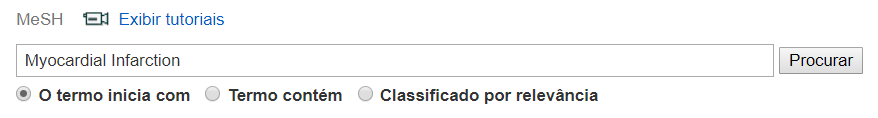 MeSH Exibir tutoriais
Myocardial Infarction Procurar
O termo inicia com Termo contém Classificado por relevância